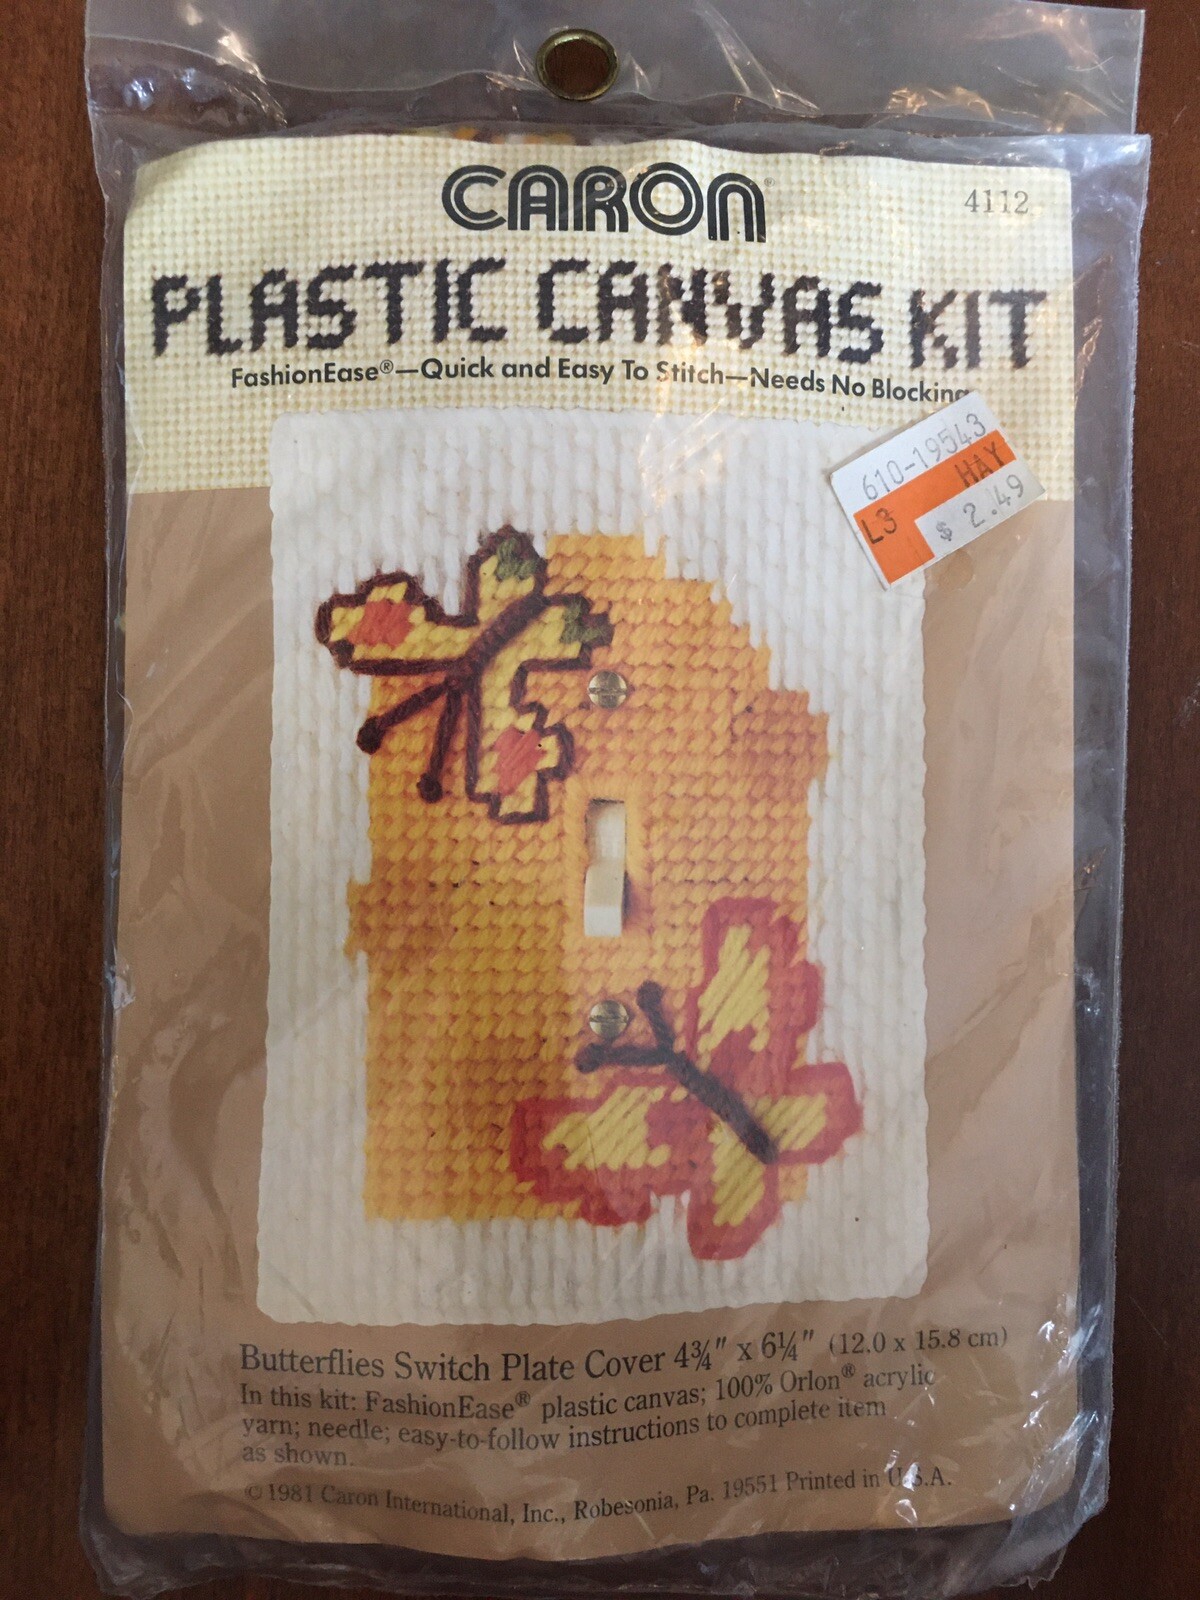 CARON®
4112
PLASTIC CANVAS KIT
FashionEase®—Quick and Easy To Stitch—Needs No Blocking
610-19543
HAY
L3 $ 2.49
Butterflies Switch Plate Cover 4¾" x 6¼" (12.0 x 15.8 cm)
In this kit: FashionEase® plastic canvas; 100% Orlon® acrylic
yarn; needle; easy-to-follow instructions to complete item
as shown.
©1981 Caron International, Inc., Robesonia, Pa. 19551 Printed in U.S.A.